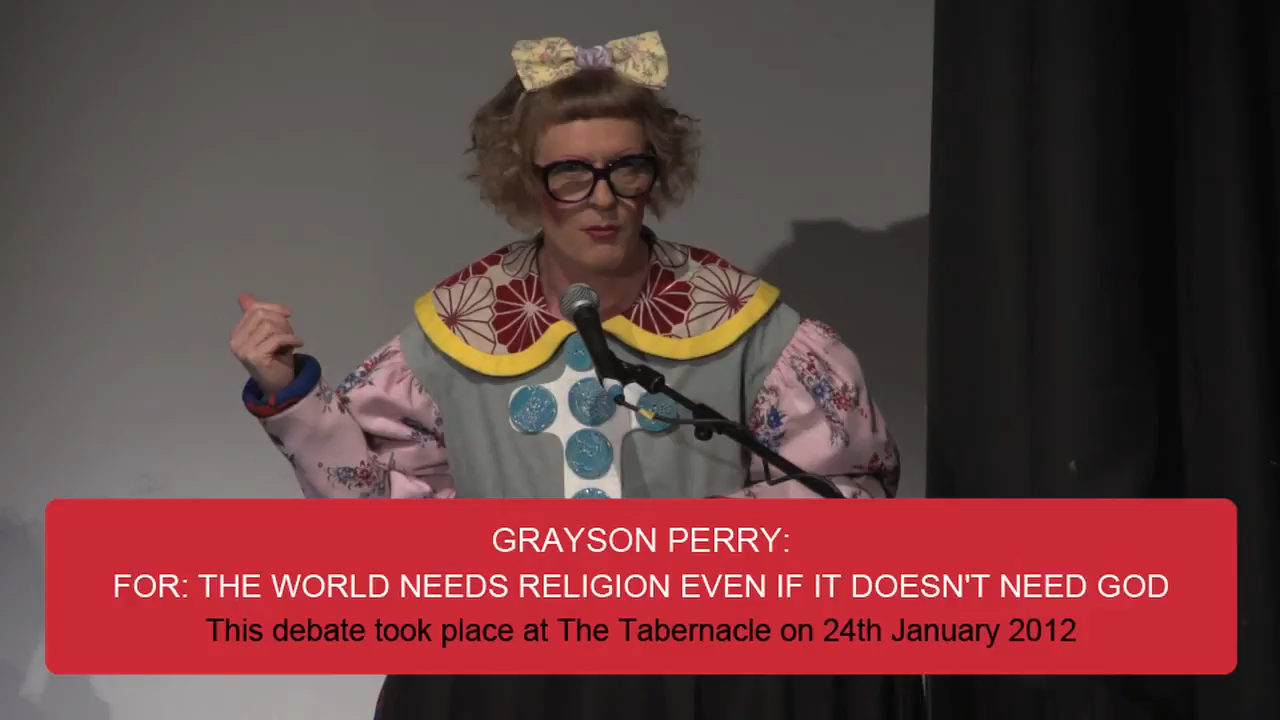 GRAYSON PERRY:
FOR: THE WORLD NEEDS RELIGION EVEN IF IT DOESN'T NEED GOD
This debate took place at The Tabernacle on 24th January 2012